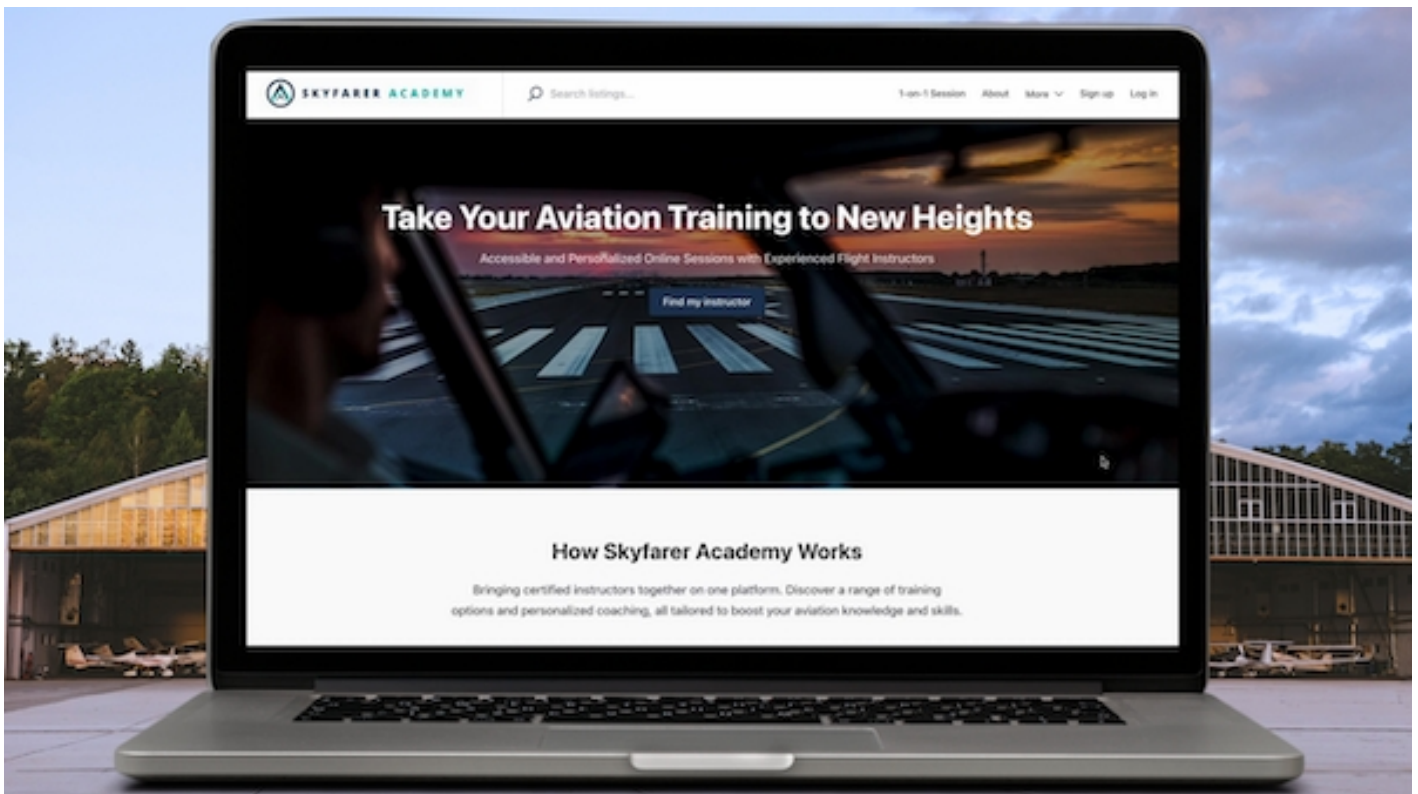 SKYFARER ACADEMY
Search listings...
1-on-1 Session About More Sign up Log in
Take Your Aviation Training to New Heights
Accessible and Personalized Online Sessions with Experienced Flight Instructors
Find my instructor
How Skyfarer Academy Works
Bringing certified instructors together on one platform. Discover a range of training
options and personalized coaching, all tailored to boost your aviation knowledge and skills.